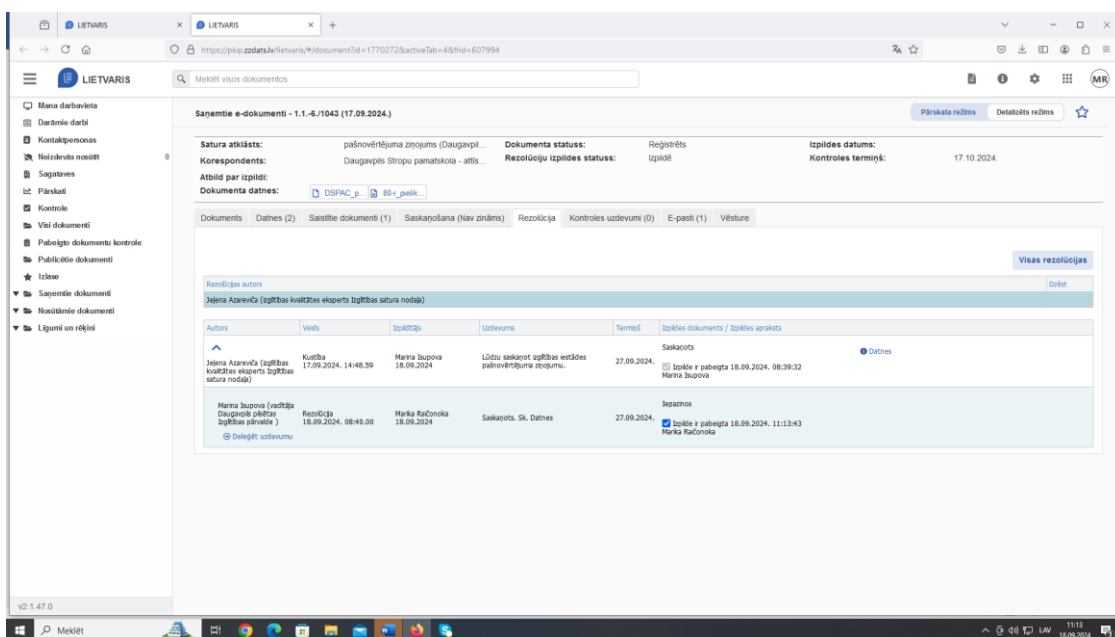 LIETVARIS
LIETVARIS
https://pkip.zzdats.lv/lietvaris/#/document?id=1770272&activeTab=4&fnid=607994
LIETVARIS
Meklēt visos dokumentos
MR
Mana darbavieta
Darāmie darbi
Kontaktpersonas
Neizdevās nosūtīt 0
Sagataves
Pārskati
Kontrole
Visi dokumenti
Pabeigto dokumentu kontrole
Publicētie dokumenti
Izlase
Saņemtie dokumenti
Nosūtāmie dokumenti
Līgumi un rēķini
v2.1.47.0
Saņemtie e-dokumenti - 1.1.-6./1043 (17.09.2024.)
Pārskata režīms Detalizēts režīms
Satura atklāsts: pašnovērtējuma ziņojums (Daugavpil... Dokumenta statuss: Reģistrēts Izpildes datums:
Korespondents: Daugavpils Stropu pamatskola - attīs... Rezolūciju izpildes statuss: Izpildē Kontroles termiņš: 17.10.2024.
Atbild par izpildi:
Dokumenta datnes: DSPAC_p... 80-r_pielik...
Dokuments Datnes (2) Saistītie dokumenti (1) Saskaņošana (Nav zināms) Rezolūcija Kontroles uzdevumi (0) E-pasti (1) Vēsture
Visas rezolūcijas
Rezolūcijas autors Dzēst
Jeļena Azareviča (izglītības kvalitātes eksperts Izglītības satura nodaļa)
Autors Veids Izpildītājs Uzdevums Termiņš Izpildes dokuments / Izpildes apraksts
Jeļena Azareviča (izglītības kvalitātes eksperts Izglītības satura nodaļa)
Kustība
17.09.2024. 14:48.59
Marina Isupova
18.09.2024
Lūdzu saskaņot izglītības iestādes
pašnovērtējuma ziņojumu.
27.09.2024.
Saskaņots
Izpilde ir pabeigta 18.09.2024. 08:39:32
Marina Isupova
Datnes
Marina Isupova (vadītāja
Daugavpils pilsētas
Izglītības pārvalde )
Deleģēt uzdevumu
Rezolūcija
18.09.2024. 08:40.00
Marika Raičonoka
18.09.2024
Saskaņots. Sk. Datnes
27.09.2024.
Iepazinos
Izpilde ir pabeigta 18.09.2024. 11:13:43
Marika Raičonoka
Meklēt
LAV
11:13
18.09.2024